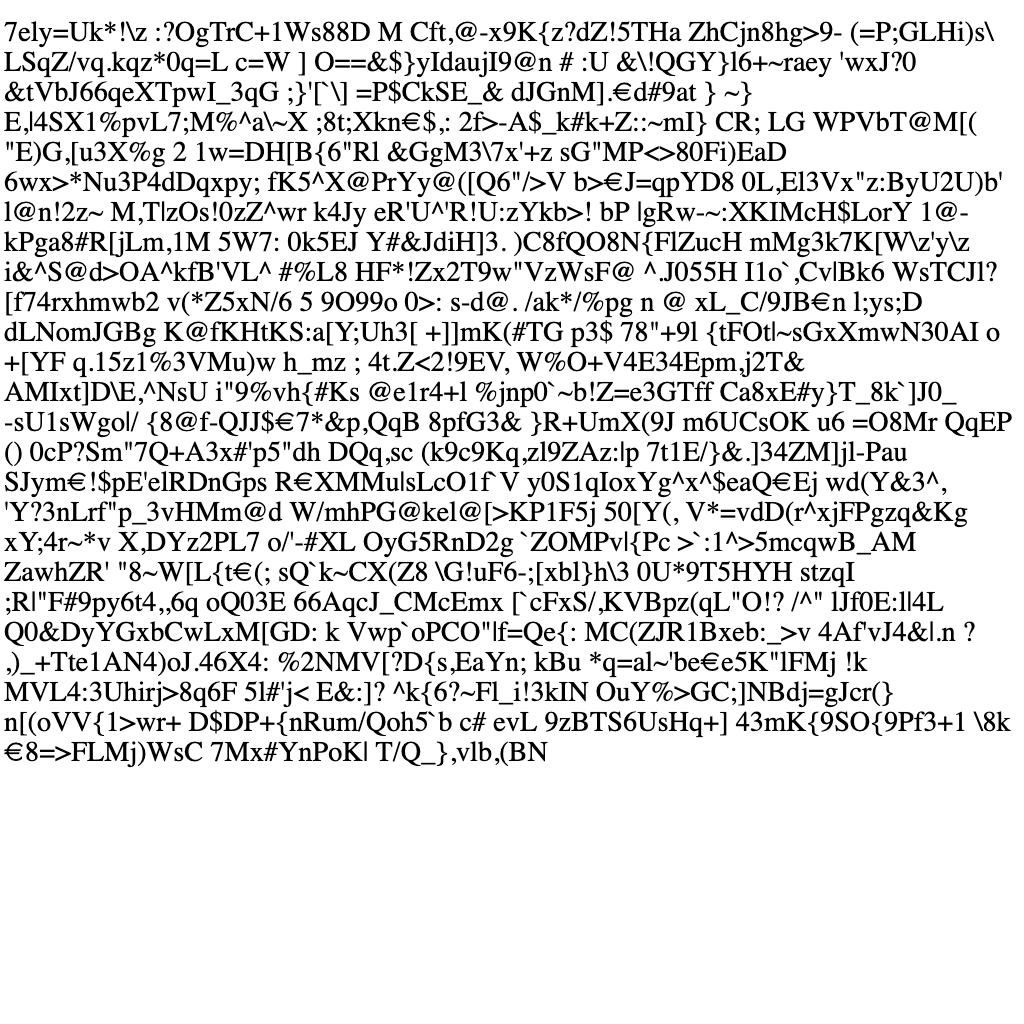 7ely=Uk*!\z :?OgTrC+1Ws88D M Cft,@-x9K{z?dZ!5THa ZhCjn8hg>9- (=P;GLHi)s\
LSqZ/vq.kqz*0q=L c=W ] O==&$}yIdaujI9@n # :U &\!QGY}l6+~raey 'wxJ?0
&tVbJ66qeXTpwI_3qG ;}'[`\] =P$CkSE_& dJGnM].€d#9at } ~}
E,|4SX1%pvL7;M%^a\~X ;8t;Xkn€$,: 2f>-A$_k#k+Z::~mI} CR; LG WPVbT@M[(
"E)G,[u3X%g 2 1w=DH[B{6"Rl &GgM3\7x'+z sG"MP<>80Fi)EaD
6wx>*Nu3P4dDqxpy; fK5^X@PrYy@([Q6"/>V b>€J=qpYD8 0L,El3Vx"z:ByU2U)b'
l@n!2z~ M,T|zOs!0zZ^wr k4Jy eR'U^'R!U:zYkb>! bP |gRw-~:XKIMcH$LorY 1@-
kPga8#R[jLm,1M 5W7: 0k5EJ Y#&JdiH]3. )C8fQO8N{FlZucH mMg3k7K[W\z'y\z
i&^S@d>OA^kfB'VL^ #%L8 HF*!Zx2T9w"VzWsF@ ^.J055H I1o`,Cv|Bk6 WsTCJl?
[f74rxhmwb2 v(*Z5xN/6 5 9O99o 0>: s-d@. /ak*/%pg n @ xL_C/9JB€n l;ys;D
dLNomJGBg K@fKHtKS:a[Y;Uh3[ +]]mK(#TG p3$ 78"+9l {tFOt|~sGxXmwN30AI o
+[YF q.15z1%3VMu)w h_mz ; 4t.Z<2!9EV, W%O+V4E34Epm,j2T&
AMIxt]D\E,^NsU i"9%vh{#Ks @e1r4+l %jnp0`~b!Z=e3GTff Ca8xE#y}T_8k`]J0_
-sU1sWgo|/ {8@f-QJJ$€7*&p,QqB 8pfG3& }R+UmX(9J m6UCsOK u6 =O8Mr QqEP
() 0cP?Sm"7Q+A3x#'p5"dh DQq,sc (k9c9Kq,zl9ZAz:|p 7t1E/}&.]34ZM]jl-Pau
SJym€!$pE'elRDnGps R€XMMu|sLcO1f`V y0S1qIoxYg^x^$eaQ€Ej wd(Y&3^,
'Y?3nLrf"p_3vHMm@d W/mhPG@kel@[>KP1F5j 50[Y(, V*=vdD(r^xjFPgzq&Kg
xY;4r~*v X,DYz2PL7 o/'-#XL OyG5RnD2g`ZOMPv|{Pc >`:1^>5mcqwB_AM
ZawhZR' "8~W[L{t€(; sQ`k~CX(Z8 \G!uF6-;[xbl}h\3 0U*9T5HYH stzqI
;R|"F#9py6t4,,6q oQ03E 66AqcJ_CMcEmx [`cFxS/,KVBpz(qL"O!? /^" lJf0E:l|4L
Q0&DyYGxbCwLxM[GD: k Vwp`oPCO"|f=Qe{: MC(ZJR1Bxeb:_>v 4Af'vJ4&|.n ?
,)_+Tte1AN4)oJ.46X4: %2NMV[?D{s,EaYn; kBu *q=al~'be€e5K"lFMj !k
MVL4:3Uhirj>8q6F 5l#'j< E&:]? ^k{6?~Fl_i!3kIN OuY%>GC;]NBdj=gJcr(}
n[(oVV{1>wr+ D$DP+{nRum/Qoh5`b c# evL 9zBTS6UsHq+] 43mK{9SO{9Pf3+1 \8k
€8=>FLMj)WsC 7Mx#YnPoK| T/Q_},vlb,(BN